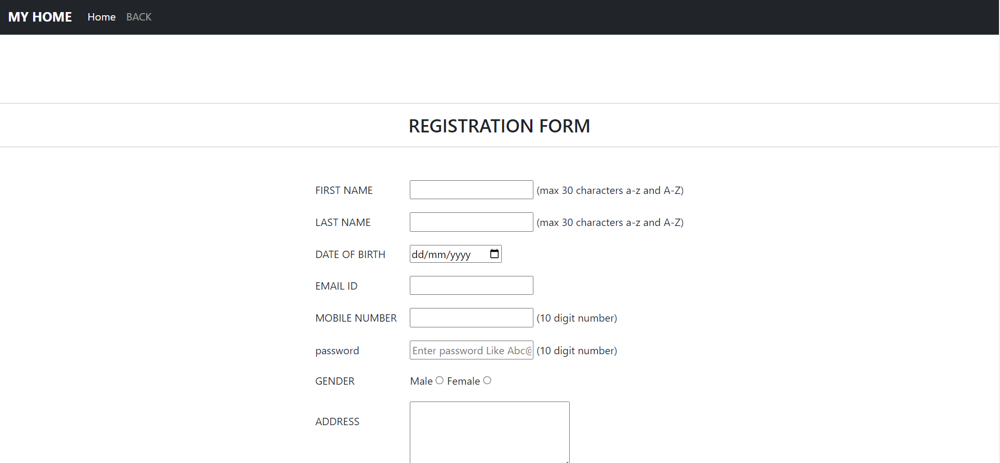 MY HOME Home BACK
REGISTRATION FORM
FIRST NAME (max 30 characters a-z and A-Z)
LAST NAME (max 30 characters a-z and A-Z)
DATE OF BIRTH dd/mm/yyyy
EMAIL ID
MOBILE NUMBER (10 digit number)
password Enter password Like Abc@ (10 digit number)
GENDER Male Female
ADDRESS